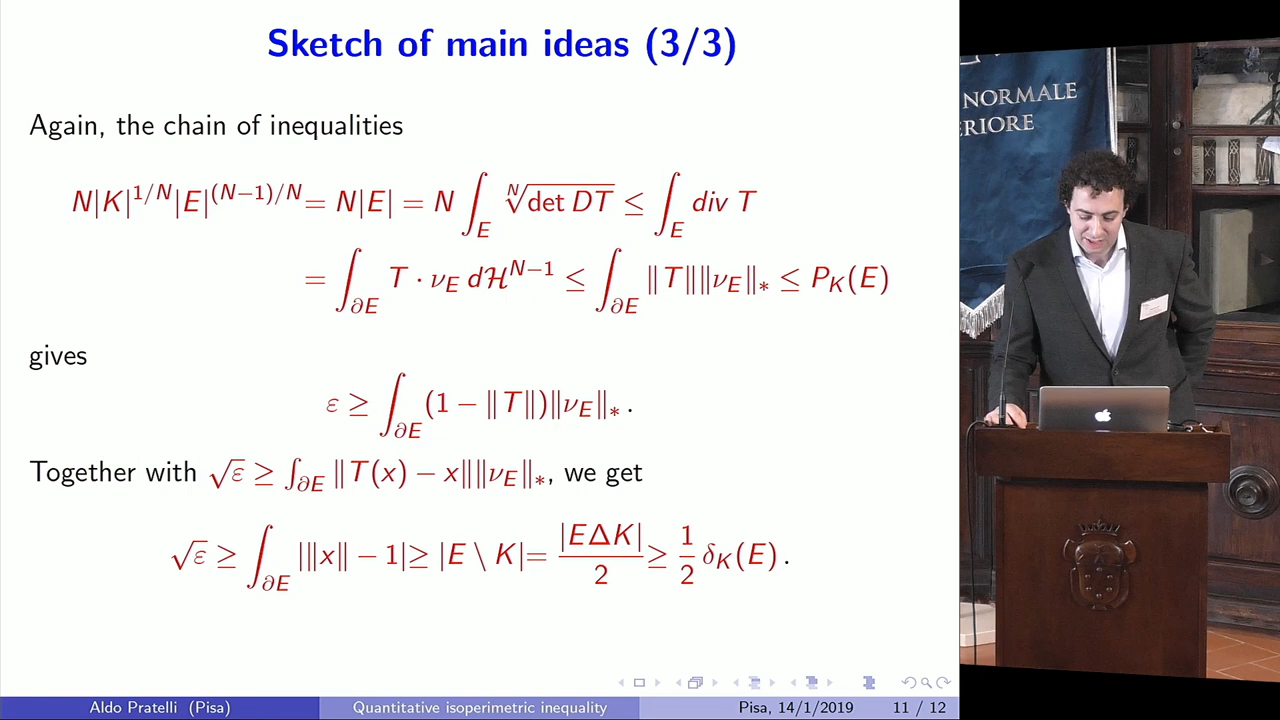 Sketch of main ideas (3/3)
Again, the chain of inequalities
N|K|^{1/N}|E|^{(N−1)/N} = N|E| = N ∫_E \sqrt[N]{det DT} ≤ ∫_E div T
= ∫_{∂E} T · ν_E dℋ^{N−1} ≤ ∫_{∂E} ‖T‖‖ν_E‖_* ≤ P_K(E)
gives
ε ≥ ∫_{∂E} (1 − ‖T‖)‖ν_E‖_* .
Together with √ε ≥ ∫_{∂E} ‖T(x) − x‖‖ν_E‖_*, we get
√ε ≥ ∫_{∂E} |‖x‖ − 1| ≥ |E \ K| = |EΔK|/2 ≥ 1/2 δ_K(E) .
Aldo Pratelli (Pisa) Quantitative isoperimetric inequality Pisa, 14/1/2019 11 / 12
NORMALE
ERIORE